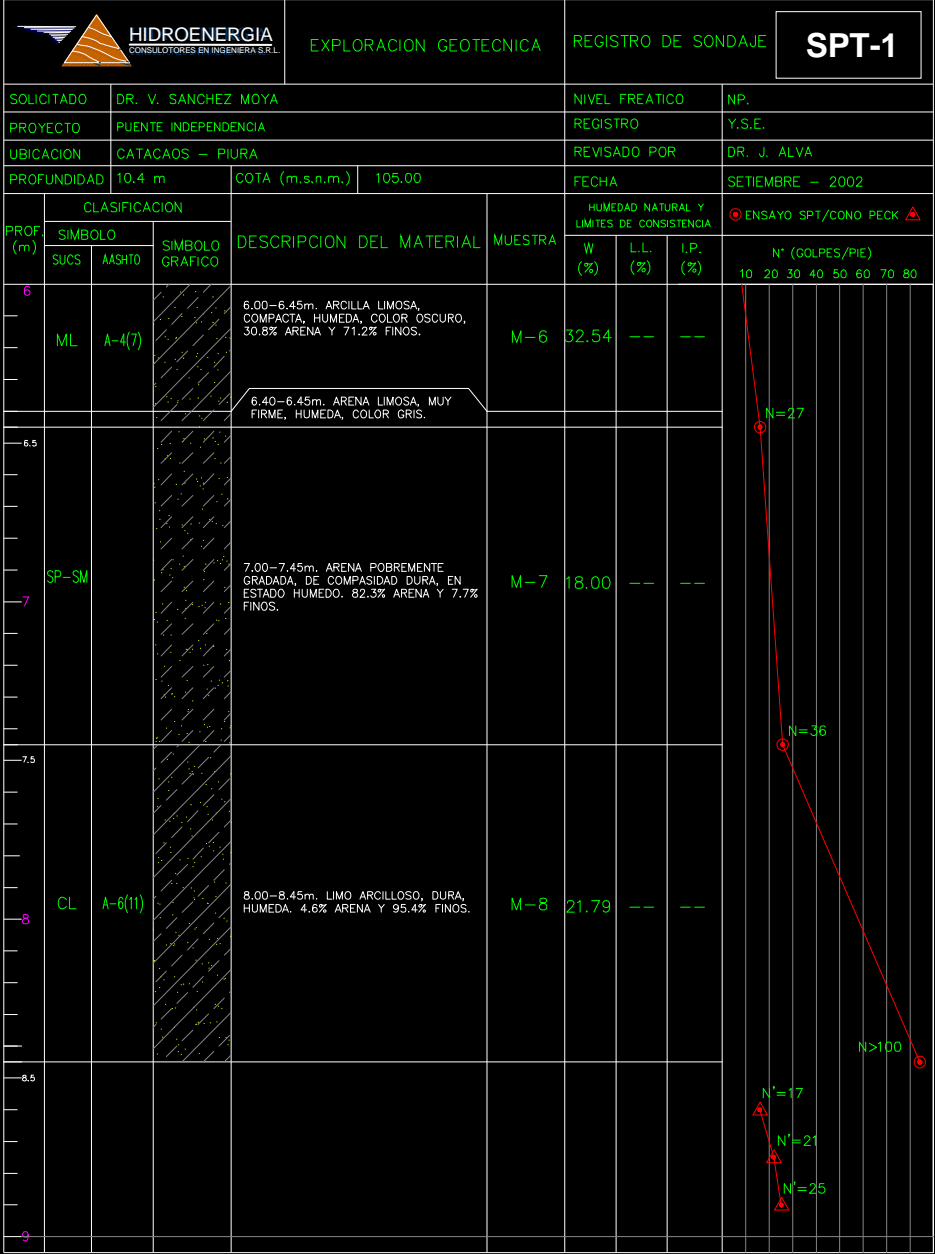 HIDROENERGIA
CONSULOTORES EN INGENIERA S.R.L.
EXPLORACION GEOTECNICA
REGISTRO DE SONDAJE
SPT-1
SOLICITADO
DR. V. SANCHEZ MOYA
NIVEL FREATICO
NP.
PROYECTO
PUENTE INDEPENDENCIA
REGISTRO
Y.S.E.
UBICACION
CATACAOS – PIURA
REVISADO POR
DR. J. ALVA
PROFUNDIDAD
10.4 m
COTA (m.s.n.m.)
105.00
FECHA
SETIEMBRE – 2002
PROF.
(m)
CLASIFICACION
SIMBOLO
SUCS
AASHTO
SIMBOLO
GRAFICO
DESCRIPCION DEL MATERIAL
MUESTRA
HUMEDAD NATURAL Y
LIMITES DE CONSISTENCIA
W
(%)
L.L.
(%)
I.P.
(%)
ENSAYO SPT/CONO PECK
N° (GOLPES/PIE)
10 20 30 40 50 60 70 80
6
ML
A-4(7)
6.00–6.45m. ARCILLA LIMOSA,
COMPACTA, HUMEDA, COLOR OSCURO,
30.8% ARENA Y 71.2% FINOS.
M-6
32.54
-- --
6.40–6.45m. ARENA LIMOSA, MUY
FIRME, HUMEDA, COLOR GRIS.
N=27
6.5
SP-SM
7.00–7.45m. ARENA POBREMENTE
GRADADA, DE COMPASIDAD DURA, EN
ESTADO HUMEDO. 82.3% ARENA Y 7.7%
FINOS.
M-7
18.00
-- --
7
N=36
7.5
CL
A-6(11)
8.00–8.45m. LIMO ARCILLOSO, DURA,
HUMEDA. 4.6% ARENA Y 95.4% FINOS.
M-8
21.79
-- --
8
N>100
8.5
N'=17
N'=21
N'=25
9